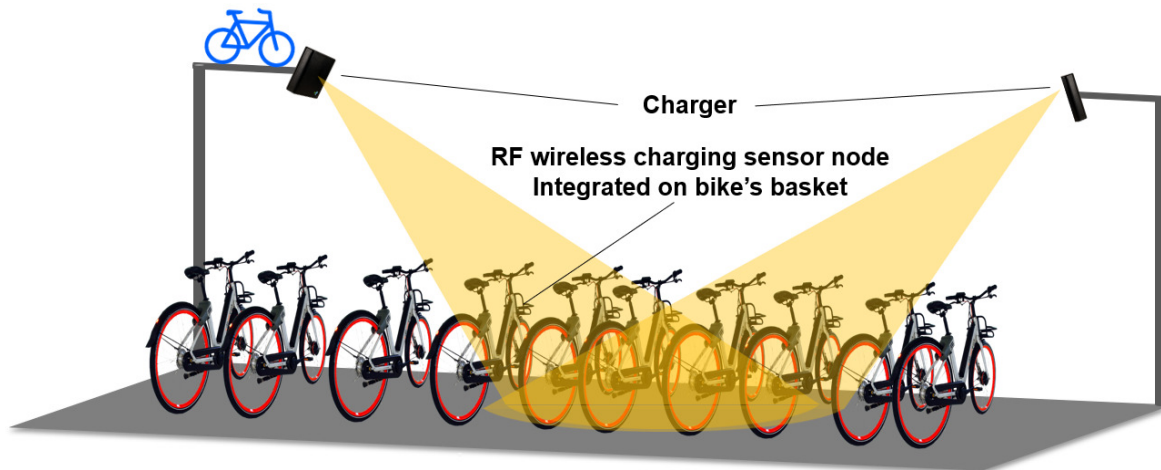 Charger
RF wireless charging sensor node
Integrated on bike's basket